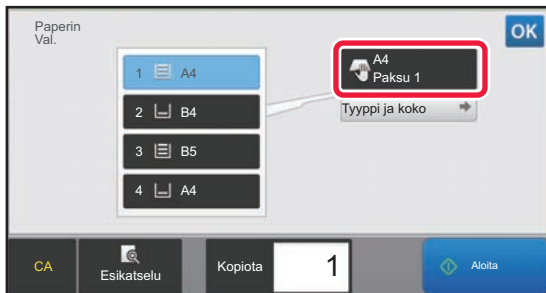 Paperin
Val.
OK
1 A4
2 B4
3 B5
4 A4
A4
Paksu 1
Tyyppi ja koko
CA
Esikatselu
Kopiota
1
Aloita